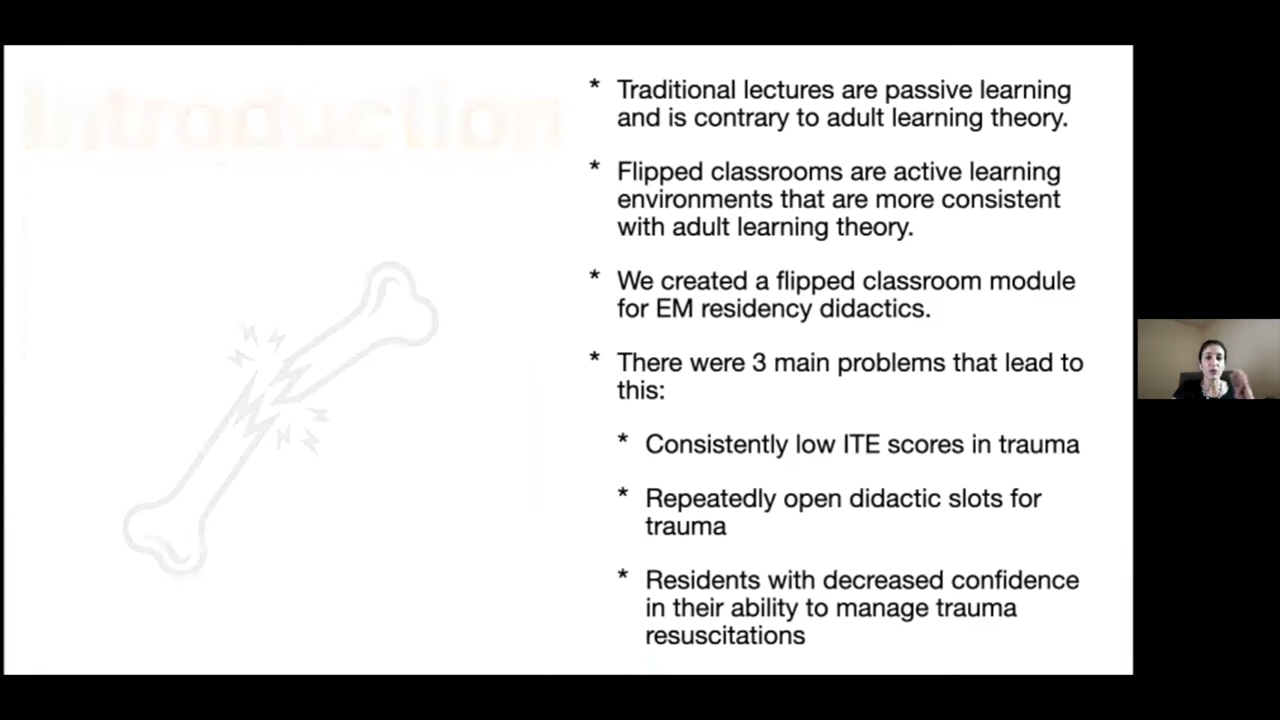 Introduction
* Traditional lectures are passive learning
and is contrary to adult learning theory.
* Flipped classrooms are active learning
environments that are more consistent
with adult learning theory.
* We created a flipped classroom module
for EM residency didactics.
* There were 3 main problems that lead to
this:
* Consistently low ITE scores in trauma
* Repeatedly open didactic slots for
trauma
* Residents with decreased confidence
in their ability to manage trauma
resuscitations